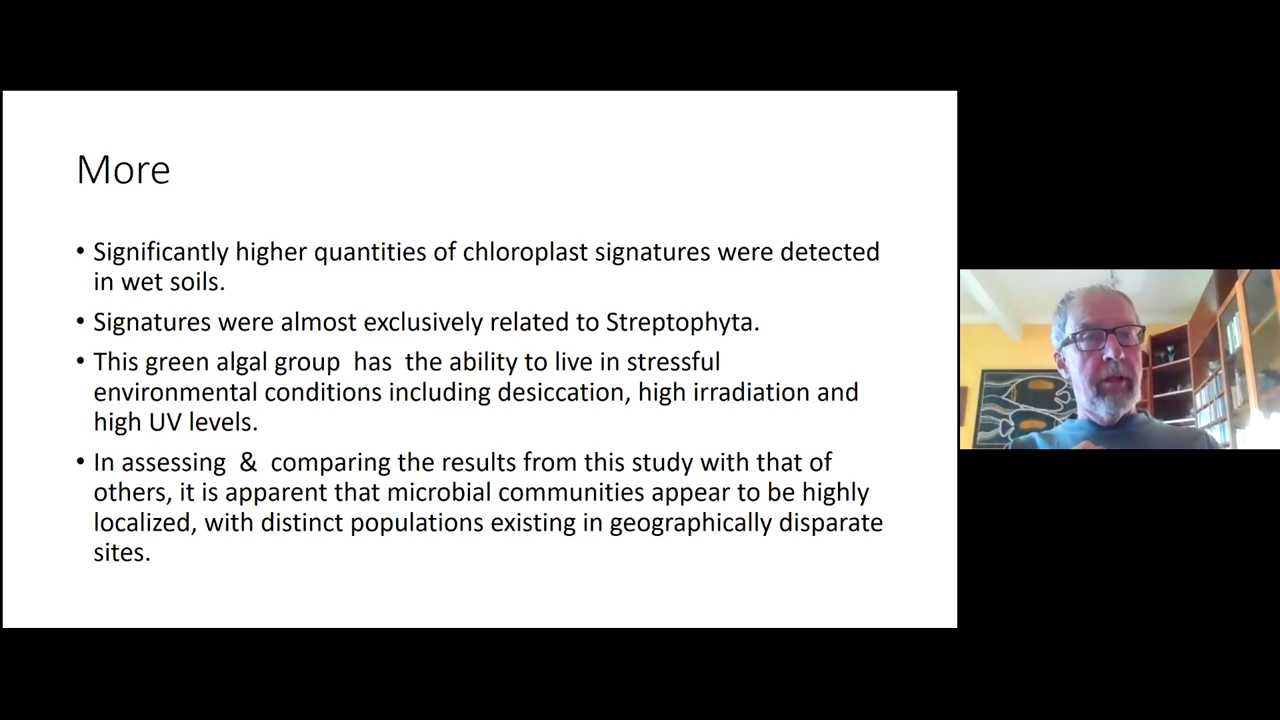 More
• Significantly higher quantities of chloroplast signatures were detected
in wet soils.
• Signatures were almost exclusively related to Streptophyta.
• This green algal group  has  the ability to live in stressful
environmental conditions including desiccation, high irradiation and
high UV levels.
• In assessing  &  comparing the results from this study with that of
others, it is apparent that microbial communities appear to be highly
localized, with distinct populations existing in geographically disparate
sites.